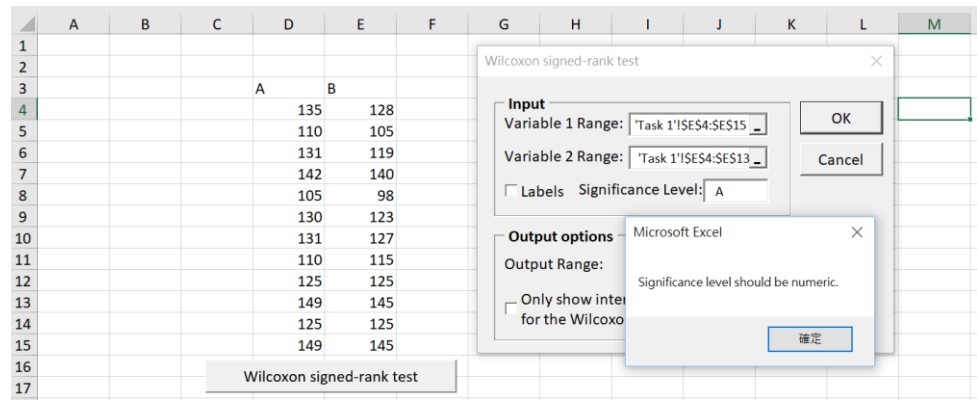 A B C D E F G H I J K L M
1
2
3 A B
4 135 128
5 110 105
6 131 119
7 142 140
8 105 98
9 130 123
10 131 127
11 110 115
12 125 125
13 149 145
14 125 125
15 149 145
16
17
Wilcoxon signed-rank test
Wilcoxon signed-rank test
Input
Variable 1 Range: 'Task 1'!$E$4:$E$15 _
Variable 2 Range: 'Task 1'!$E$4:$E$13 _
Labels Significance Level: A
OK
Cancel
Output options
Output Range:
Only show inter
for the Wilcoxo
Microsoft Excel
Significance level should be numeric.
確定